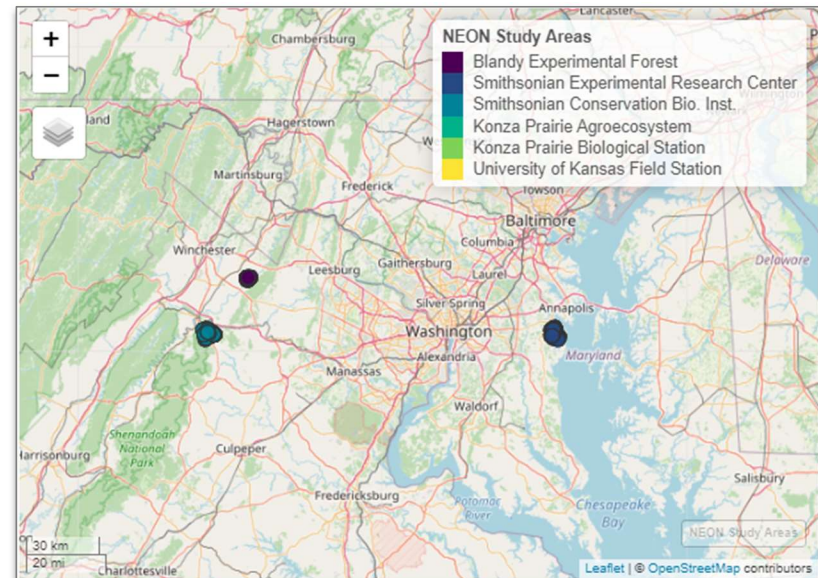 Lancaster
+
NEON Study Areas
Chambersburg
Blandy Experimental Forest
−
Smithsonian Experimental Research Center
Smithsonian Conservation Bio. Inst.
Hagerstown
Konza Prairie Agroecosystem
Konza Prairie Biological Station
Martinsburg
University of Kansas Field Station
Frederick
Towson
Baltimore
Columbia
Winchester
Gaithersburg
Delaware
Leesburg
Laurel
Silver Spring
Annapolis
Washington
Alexandria
Maryland
Manassas
Waldorf
Shenandoah
National
Park
Culpeper
Harrisonburg
Salisbury
Fredericksburg
Potomac
River
Chesapeake
Bay
NEON Study Areas
30 km
20 mi
Charlottesville
Leaflet | © OpenStreetMap contributors